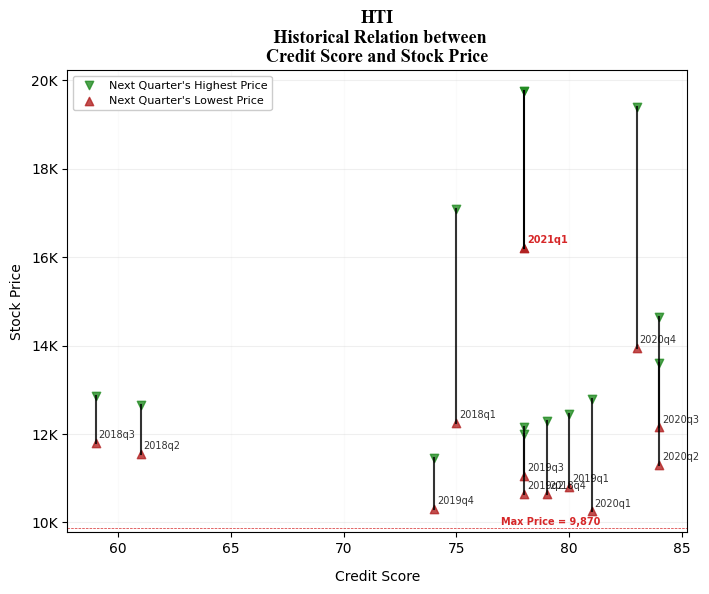 HTI
Historical Relation between
Credit Score and Stock Price
Next Quarter's Highest Price
Next Quarter's Lowest Price
20K
18K
16K
14K
12K
10K
Stock Price
2021q1
2020q4
2018q1
2020q3
2018q3
2018q2
2020q2
2019q3
2019q1
2019q2
2018q4
2019q4
2020q1
Max Price = 9,870
60
65
70
75
80
85
Credit Score